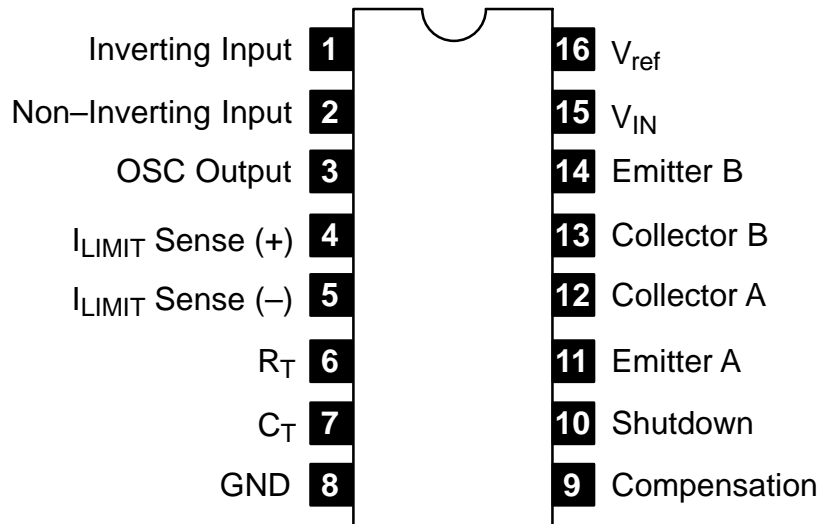 Inverting Input 1 16 Vref
Non–Inverting Input 2 15 VIN
OSC Output 3 14 Emitter B
ILIMIT Sense (+) 4 13 Collector B
ILIMIT Sense (–) 5 12 Collector A
RT 6 11 Emitter A
CT 7 10 Shutdown
GND 8 9 Compensation